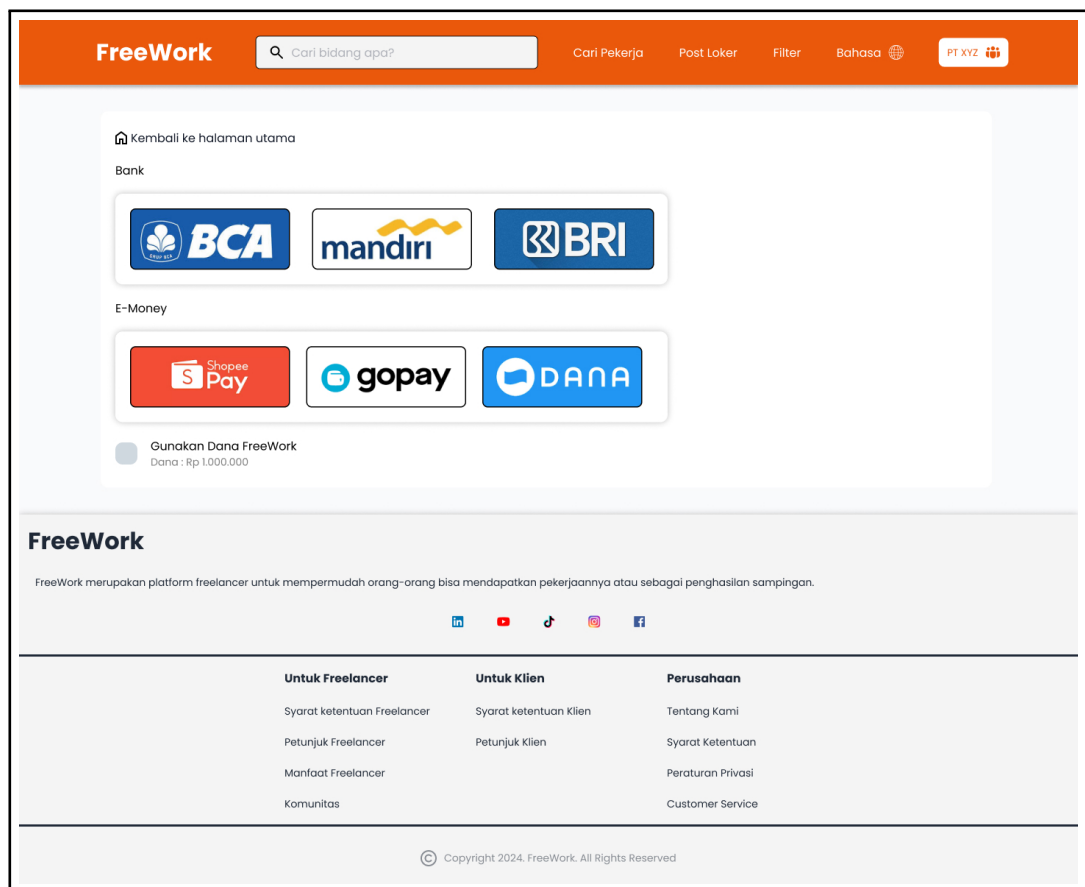 FreeWork
Cari bidang apa?
Cari Pekerja
Post Loker
Filter
Bahasa
PT XYZ
Kembali ke halaman utama
Bank
GRUP BCA
BCA
mandiri
BRI
E-Money
S
Shopee
Pay
gopay
DANA
Gunakan Dana FreeWork
Dana : Rp 1.000.000
FreeWork
FreeWork merupakan platform freelancer untuk mempermudah orang-orang bisa mendapatkan pekerjaannya atau sebagai penghasilan sampingan.
Untuk Freelancer
Syarat ketentuan Freelancer
Petunjuk Freelancer
Manfaat Freelancer
Komunitas
Untuk Klien
Syarat ketentuan Klien
Petunjuk Klien
Perusahaan
Tentang Kami
Syarat Ketentuan
Peraturan Privasi
Customer Service
© Copyright 2024. FreeWork. All Rights Reserved